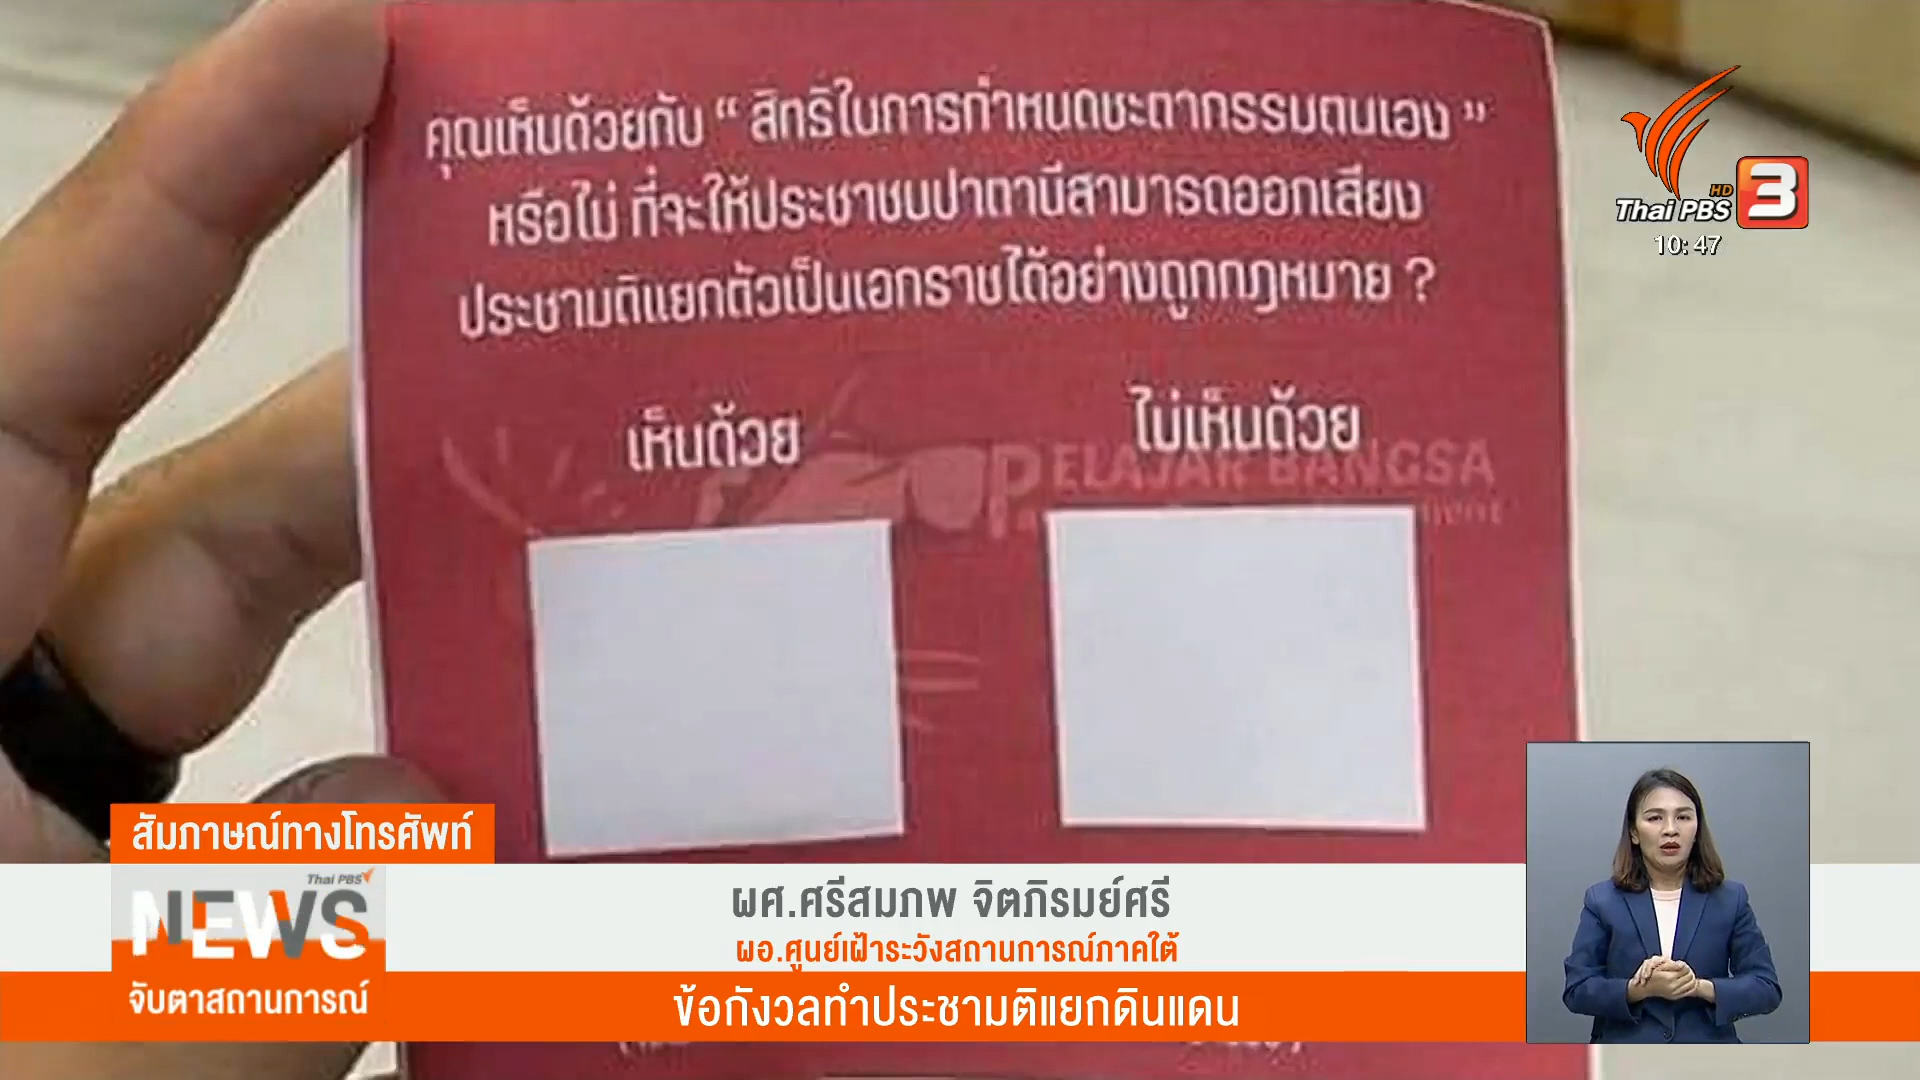 คุณเห็นด้วยกับ “ สิทธิในการกำหนดชะตากรรมตนเอง ”
หรือไม่ ที่จะให้ประชาชนปาตานีสามารถออกเสียง
ประชามติแยกตัวเป็นเอกราชได้อย่างถูกกฎหมาย ?
เห็นด้วย
ไม่เห็นด้วย
PELAJAR BANGSA
HD
Thai PBS 3
10:47
สัมภาษณ์ทางโทรศัพท์
Thai PBS
NEWS
จับตาสถานการณ์
ผศ.ศรีสมภพ จิตภิรมย์ศรี
ผอ.ศูนย์เฝ้าระวังสถานการณ์ภาคใต้
ข้อกังวลทำประชามติแยกดินแดน